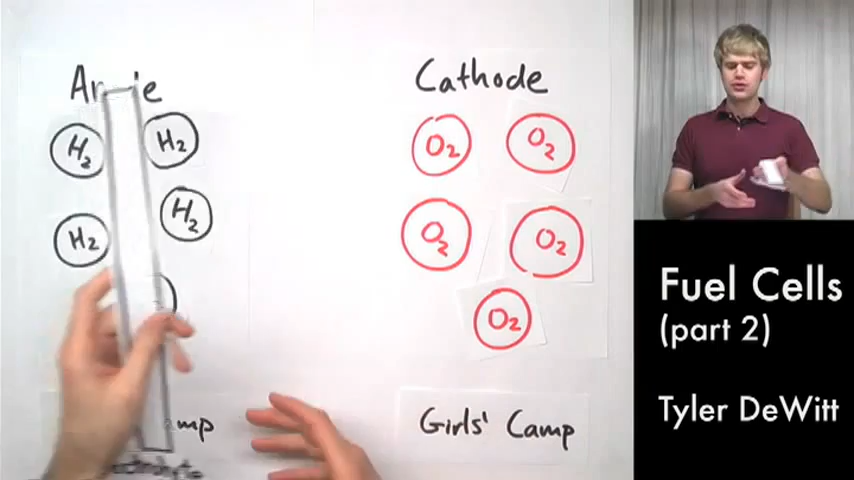 Cathode
H2
H2
H2
H2
O2
O2
O2
O2
O2
Girls' Camp
Fuel Cells
(part 2)
Tyler DeWitt